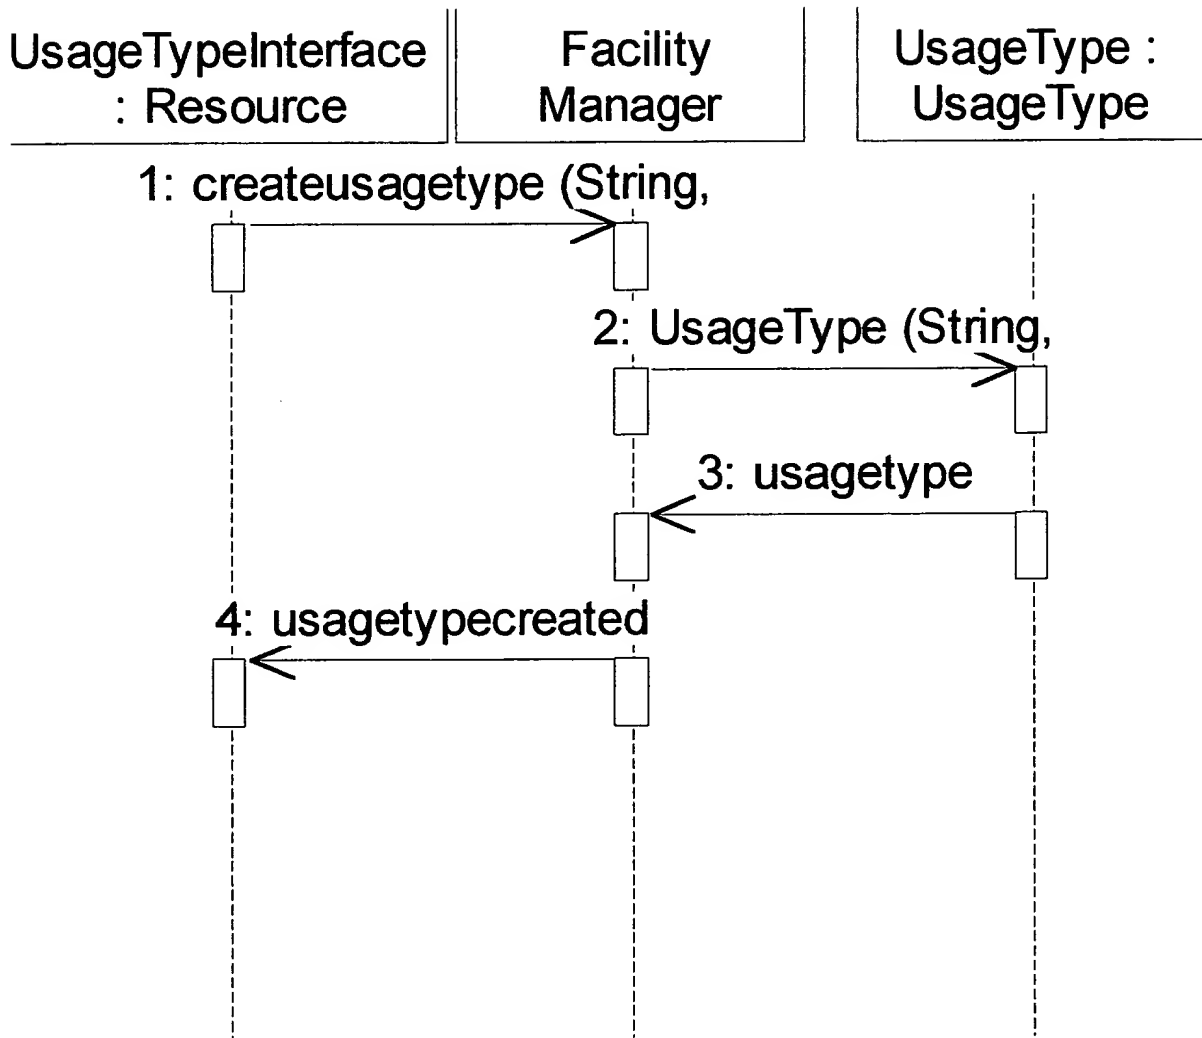 UsageTypeInterface
: Resource
Facility
Manager
UsageType :
UsageType
1: createusagetype (String,
2: UsageType (String,
3: usagetype
4: usagetypecreated